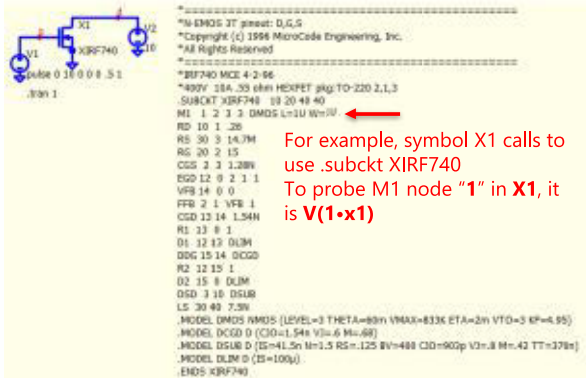 X1
V2
V1
XIRF740
10
pulse 0 10 0 0 0 .5 1
.tran 1
*N-EMOS 3T pinout: D,G,S
*Copyright (c) 1996 MicroCode Engineering, Inc.
*All Rights Reserved
*IRF740 MCE 4-2-96
*400V 10A .55 ohm HEXFET pkg:TO-220 2,1,3
.SUBCKT XIRF740 10 20 40 40
M1 1 2 3 3 DMOS L=1U W=1U
RD 10 1 .26
RS 30 3 14.7M
RG 20 2 15
CGS 2 3 1.28N
EGD 12 0 2 1 1
VFB 14 0 0
FFB 2 1 VFB 1
CGD 13 14 1.54N
R1 13 0 1
D1 12 13 DLIM
DDG 15 14 DCGD
R2 12 15 1
D2 15 0 DLIM
DSD 3 10 DSUB
LS 30 40 7.5N
.MODEL DMOS NMOS (LEVEL=3 THETA=60m VMAX=833K ETA=2m VTO=3 KP=4.95)
.MODEL DCGD D (CJO=1.54n VJ=.6 M=.68)
.MODEL DSUB D (IS=41.5n N=1.5 RS=.125 BV=400 CJO=902p VJ=.8 M=.42 TT=370n)
.MODEL DLIM D (IS=100µ)
.ENDS XIRF740
For example, symbol X1 calls to
use .subckt XIRF740
To probe M1 node “1” in X1, it
is V(1•x1)